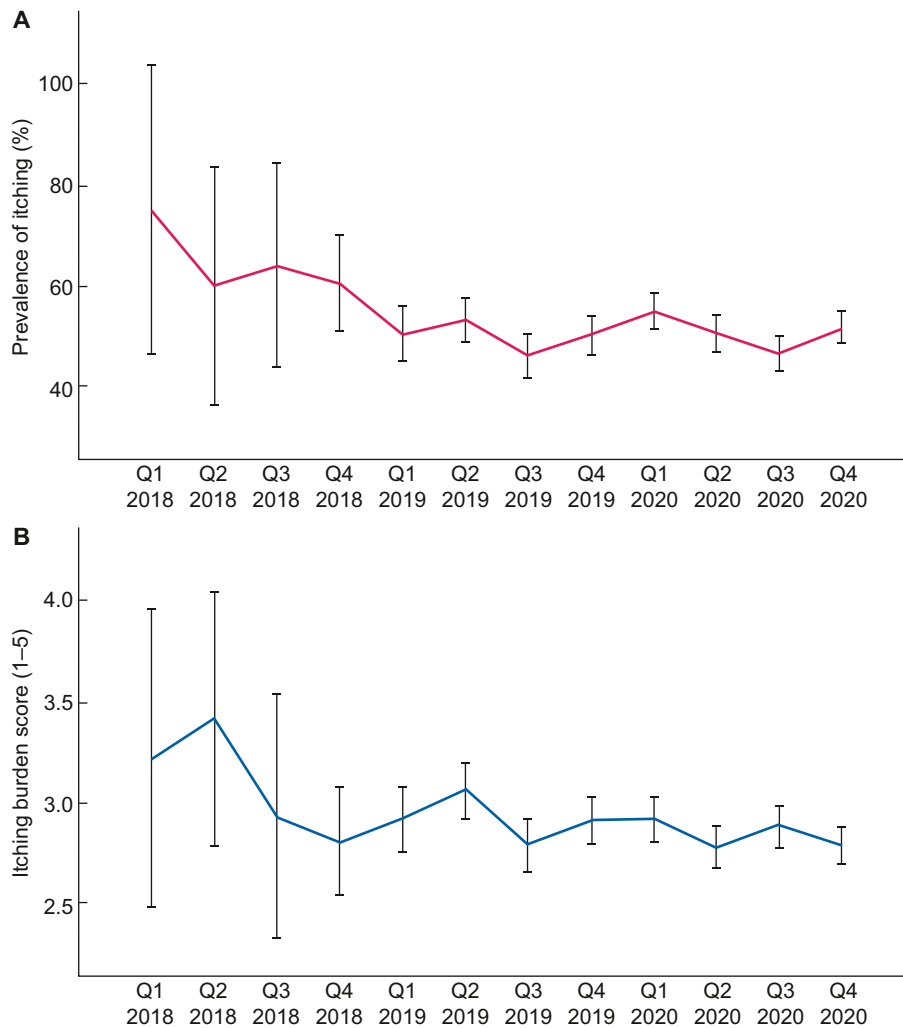 A
Prevalence of itching (%)
100
80
60
40
Q1 Q2 Q3 Q4 Q1 Q2 Q3 Q4 Q1 Q2 Q3 Q4
2018 2018 2018 2018 2019 2019 2019 2019 2020 2020 2020 2020
B
Itching burden score (1–5)
4.0
3.5
3.0
2.5
Q1 Q2 Q3 Q4 Q1 Q2 Q3 Q4 Q1 Q2 Q3 Q4
2018 2018 2018 2018 2019 2019 2019 2019 2020 2020 2020 2020